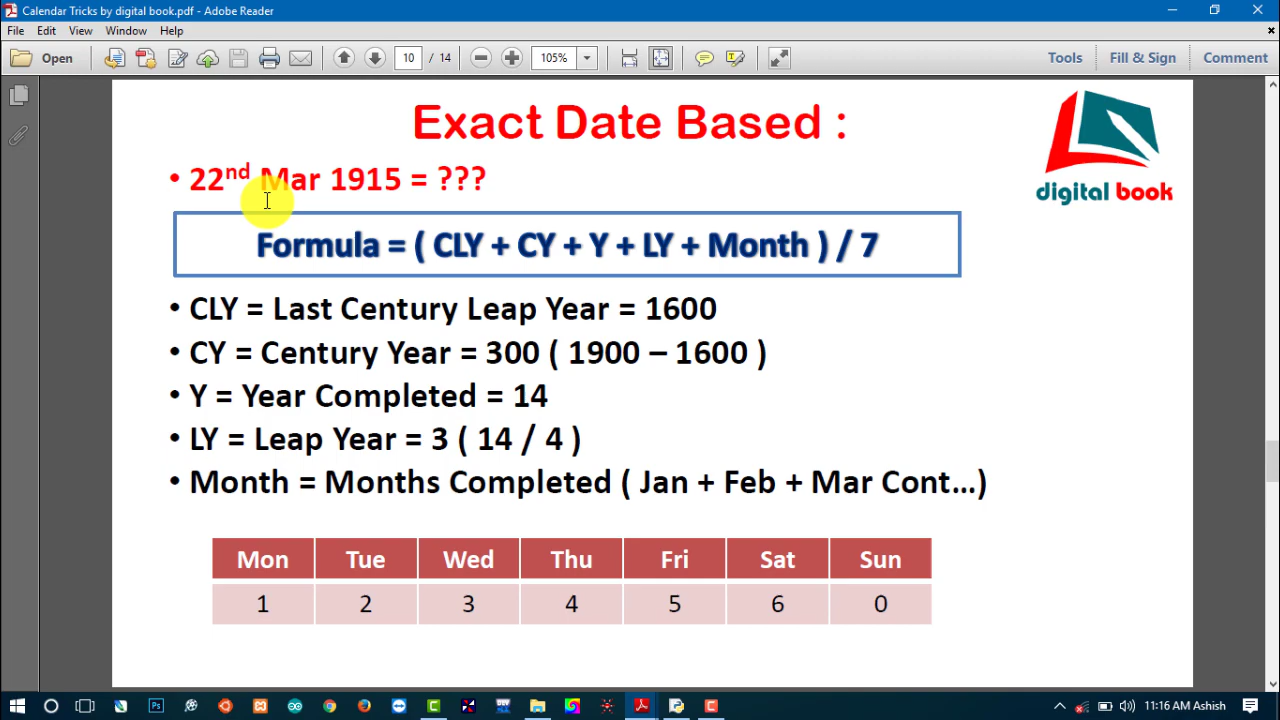 Calendar Tricks by digital book.pdf - Adobe Reader
File Edit View Window Help
Open 10 / 14 105% Tools Fill & Sign Comment
Exact Date Based :
• 22nd Mar 1915 = ???
digital book
Formula = ( CLY + CY + Y + LY + Month ) / 7
• CLY = Last Century Leap Year = 1600
• CY = Century Year = 300 ( 1900 – 1600 )
• Y = Year Completed = 14
• LY = Leap Year = 3 ( 14 / 4 )
• Month = Months Completed ( Jan + Feb + Mar Cont...)
Mon Tue Wed Thu Fri Sat Sun
1 2 3 4 5 6 0
11:16 AM Ashish